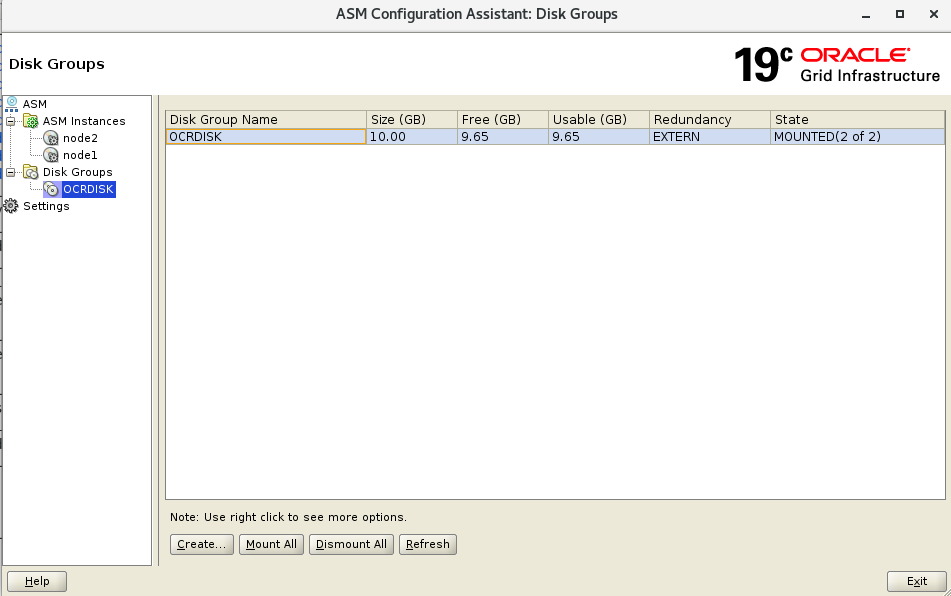 ASM Configuration Assistant: Disk Groups
Disk Groups
19c ORACLE
Grid Infrastructure
ASM
ASM Instances
node2
node1
Disk Groups
OCRDISK
Settings
Disk Group Name Size (GB) Free (GB) Usable (GB) Redundancy State
OCRDISK 10.00 9.65 9.65 EXTERN MOUNTED(2 of 2)
Note: Use right click to see more options.
Create... Mount All Dismount All Refresh
Help Exit